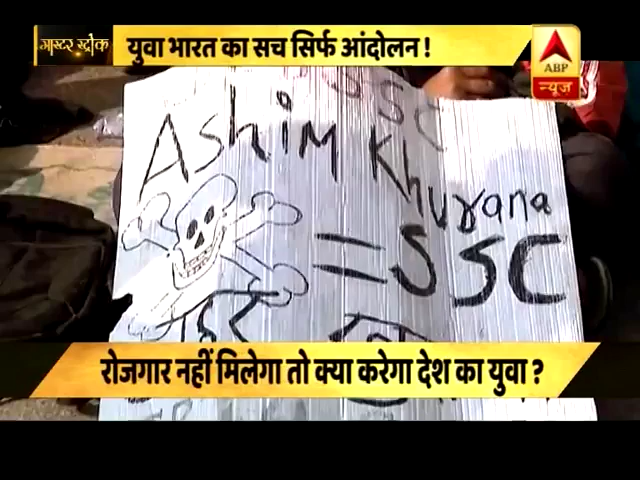 मास्टर स्ट्रोक
युवा भारत का सच सिर्फ आंदोलन !
ABP
न्यूज़
SSC
Ashim Khurana
= SSC
रोजगार नहीं मिलेगा तो क्या करेगा देश का युवा ?